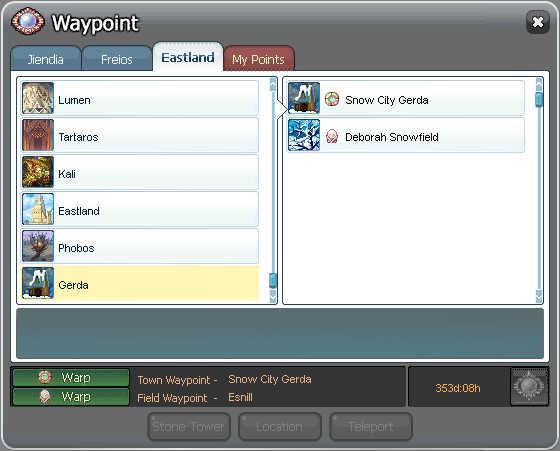 Waypoint
Jiendia
Freios
Eastland
My Points
Lumen
Tartaros
Kali
Eastland
Phobos
Gerda
Snow City Gerda
Deborah Snowfield
Warp
Town Waypoint - Snow City Gerda
Warp
Field Waypoint - Esnill
353d:08h
Stone Tower
Location
Teleport